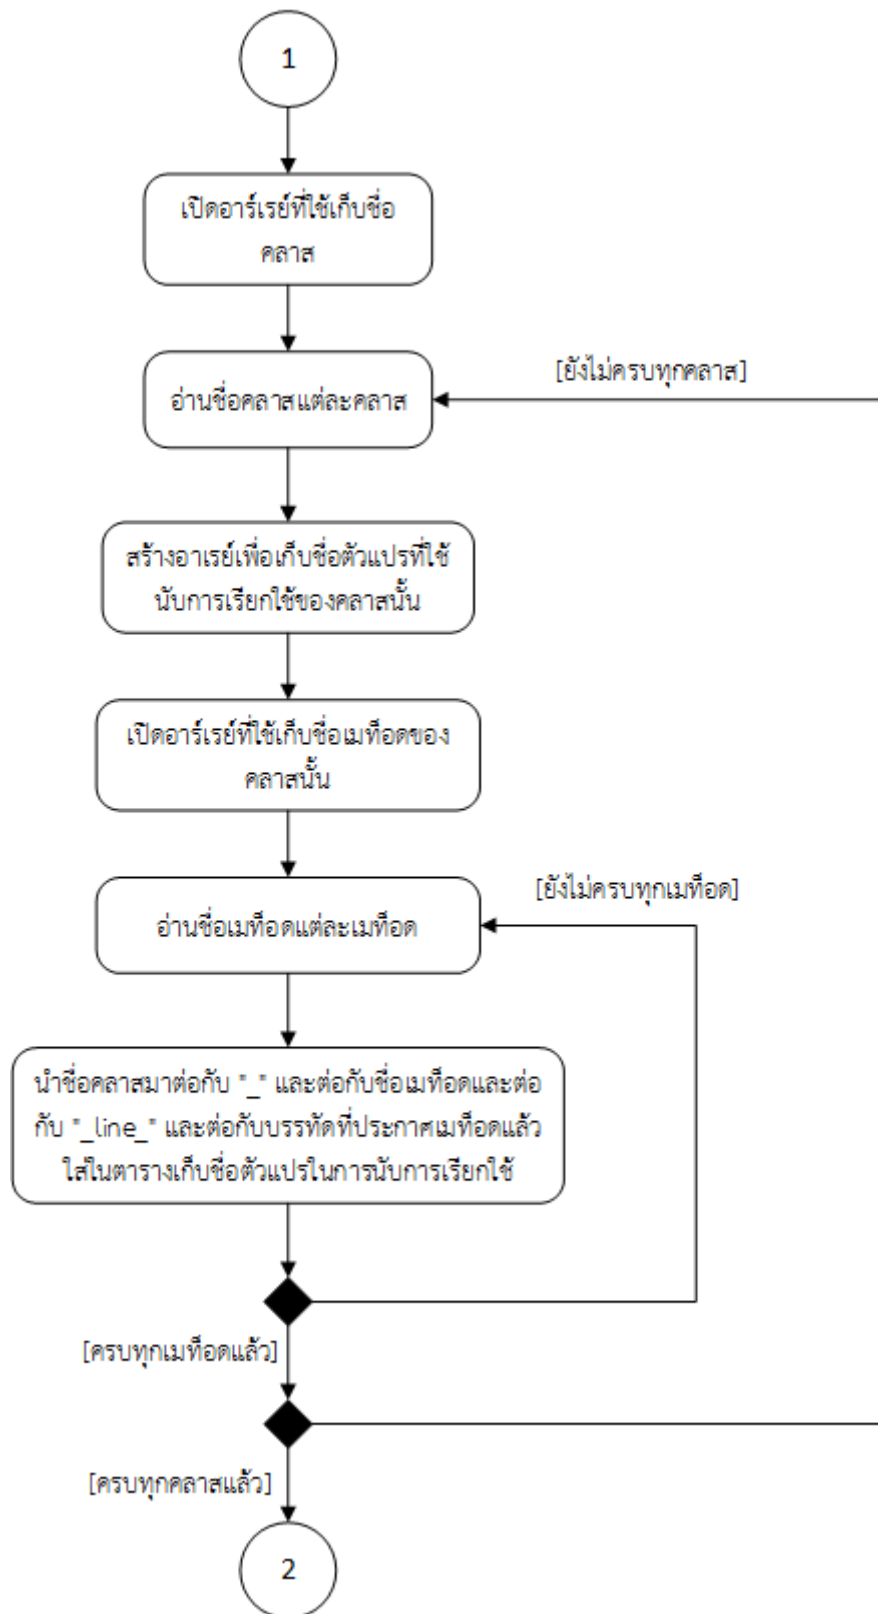 1
เปิดอาร์เรย์ที่ใช้เก็บชื่อ
คลาส
[ยังไม่ครบทุกคลาส]
อ่านชื่อคลาสแต่ละคลาส
สร้างอาเรย์เพื่อเก็บชื่อตัวแปรที่ใช้
นับการเรียกใช้ของคลาสนั้น
เปิดอาร์เรย์ที่ใช้เก็บชื่อเมท็อดของ
คลาสนั้น
[ยังไม่ครบทุกเมท็อด]
อ่านชื่อเมท็อดแต่ละเมท็อด
นำชื่อคลาสมาต่อกับ "_" และต่อกับชื่อเมท็อดและต่อ
กับ "_line_" และต่อกับบรรทัดที่ประกาศเมท็อดแล้ว
ใส่ในตารางเก็บชื่อตัวแปรในการนับการเรียกใช้
[ครบทุกเมท็อดแล้ว]
[ครบทุกคลาสแล้ว]
2